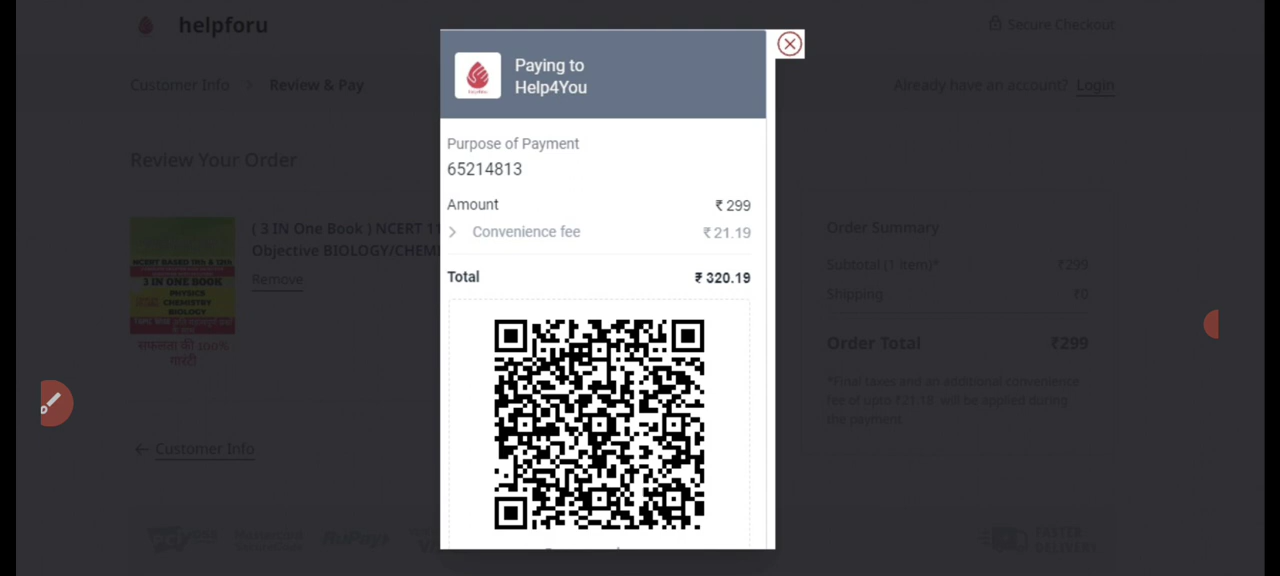 helpforu
Secure Checkout
Customer Info > Review & Pay
Already have an account? Login
Paying to
Help4You
Review Your Order
Purpose of Payment
65214813
Amount ₹ 299
Convenience fee ₹ 21.19
Total ₹ 320.19
( 3 IN One Book ) NCERT 11
Objective BIOLOGY/CHEMI
Remove
3 IN ONE BOOK
PHYSICS
CHEMISTRY
BIOLOGY
सफलता की 100%
गारंटी
Order Summary
Subtotal (1 item)* ₹299
Shipping ₹0
Order Total ₹299
*Final taxes and an additional convenience
fee of upto ₹21.18, will be applied during
the payment
← Customer Info
FASTER
DELIVERY